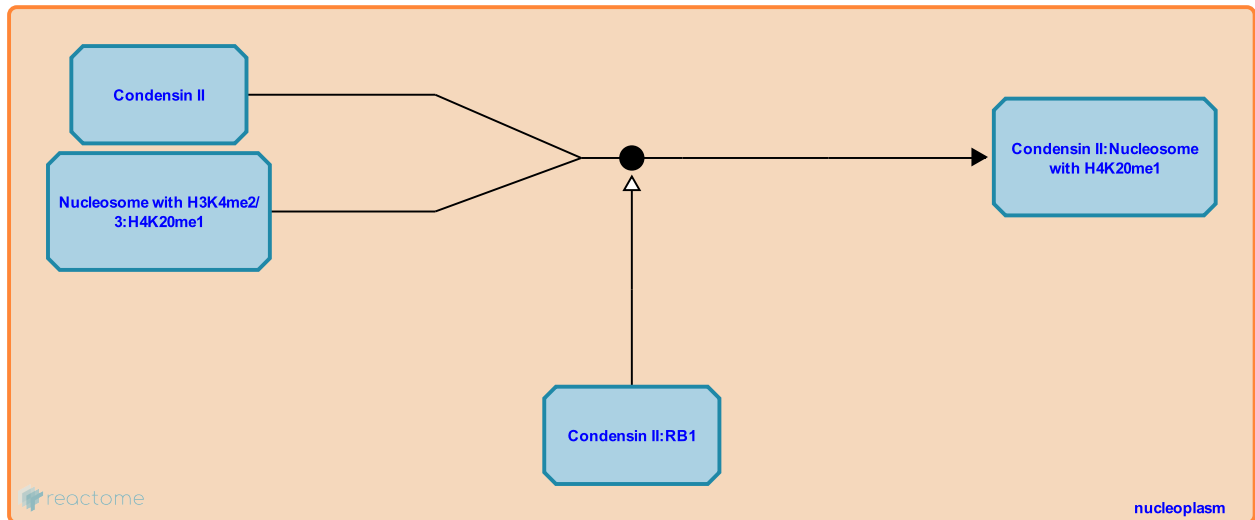 Condensin II
Nucleosome with H3K4me2/
3:H4K20me1
Condensin II:Nucleosome
with H4K20me1
Condensin II:RB1
reactome
nucleoplasm